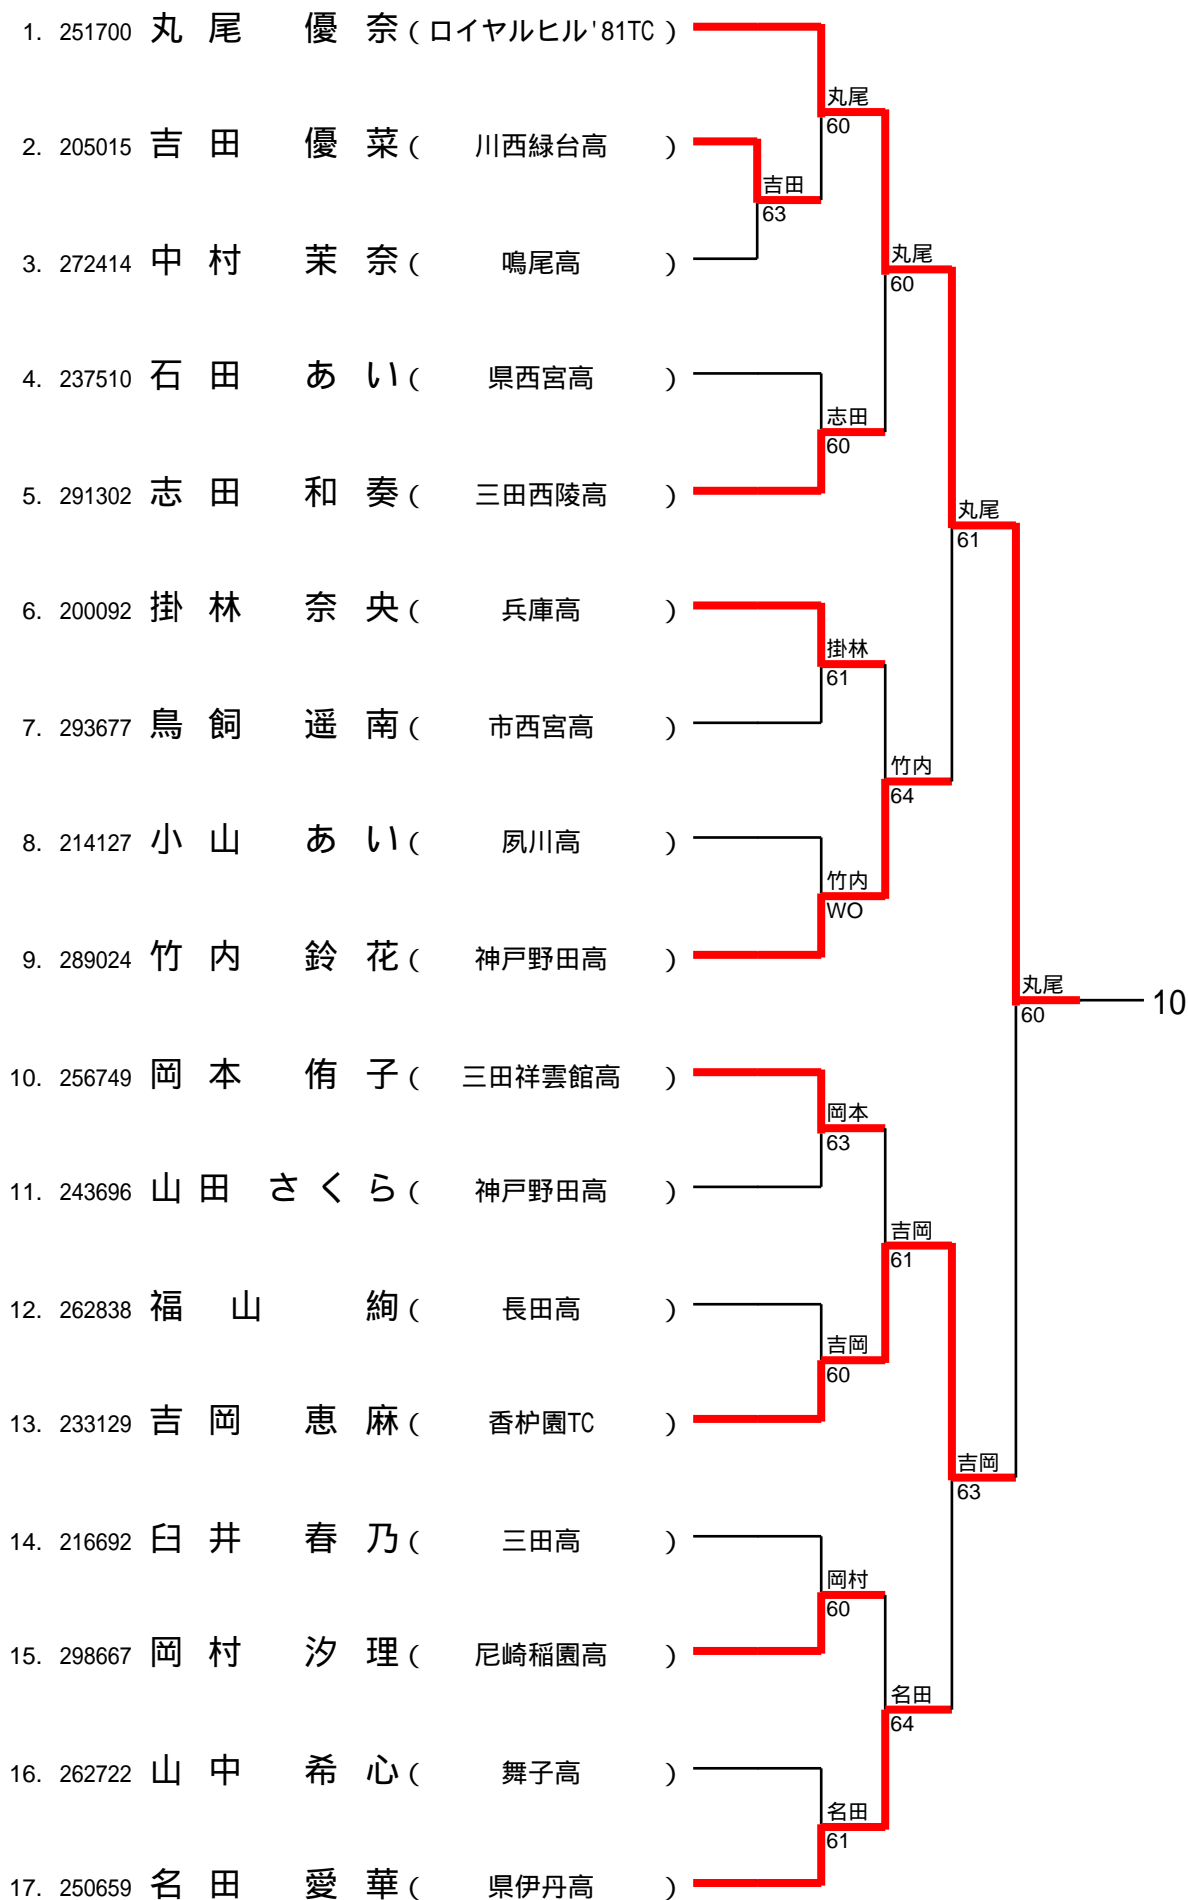 1. 251700 丸尾 優奈 ( ロイヤルヒル'81TC )
丸尾
60
2. 205015 吉田 優菜 ( 川西緑台高 )
吉田
63
3. 272414 中村 茉奈 ( 鳴尾高 )
丸尾
60
4. 237510 石田 あい ( 県西宮高 )
志田
60
5. 291302 志田 和奏 ( 三田西陵高 )
丸尾
61
6. 200092 掛林 奈央 ( 兵庫高 )
掛林
61
7. 293677 鳥飼 遥南 ( 市西宮高 )
竹内
64
8. 214127 小山 あい ( 夙川高 )
竹内
WO
9. 289024 竹内 鈴花 ( 神戸野田高 )
丸尾
60
10
10. 256749 岡本 侑子 ( 三田祥雲館高 )
岡本
63
11. 243696 山田 さくら ( 神戸野田高 )
吉岡
61
12. 262838 福山 絢 ( 長田高 )
吉岡
60
13. 233129 吉岡 恵麻 ( 香枦園TC )
吉岡
63
14. 216692 臼井 春乃 ( 三田高 )
岡村
60
15. 298667 岡村 汐理 ( 尼崎稲園高 )
名田
64
16. 262722 山中 希心 ( 舞子高 )
名田
61
17. 250659 名田 愛華 ( 県伊丹高 )